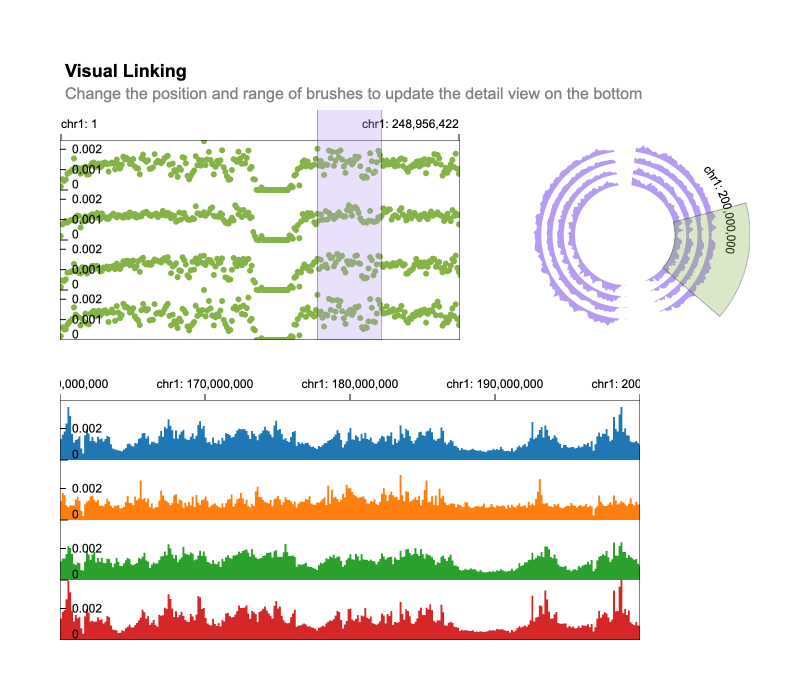 Visual Linking
Change the position and range of brushes to update the detail view on the bottom
chr1: 1
chr1: 248,956,422
0.002
0.001
0
0.002
0.001
0
0.002
0.001
0
0.002
0.001
0
chr1: 200,000,000
0,000,000
chr1: 170,000,000
chr1: 180,000,000
chr1: 190,000,000
chr1: 200
0.002
0
0.002
0
0.002
0
0.002
0